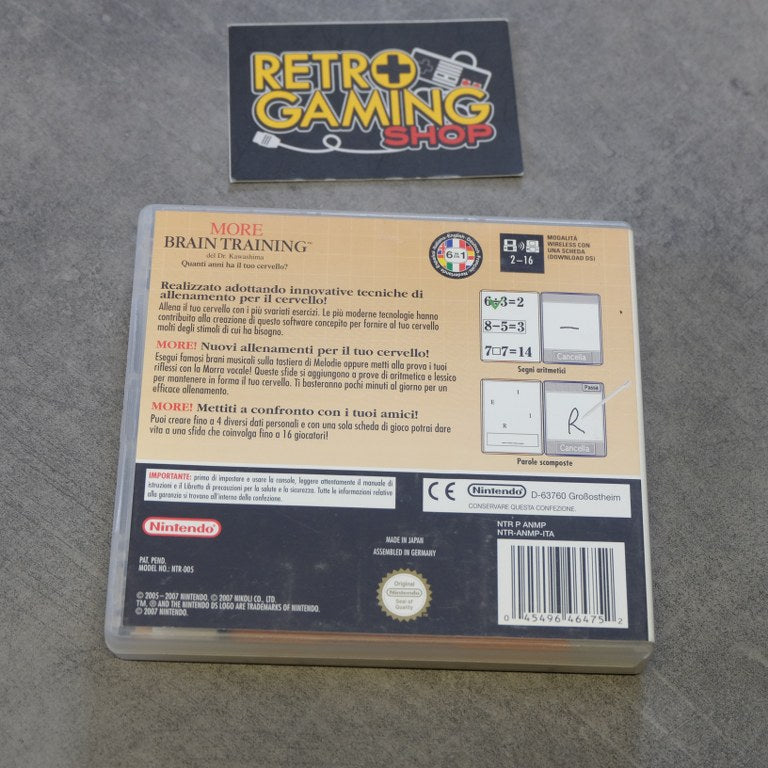 RETRO
GAMING
SHOP
MORE
BRAIN TRAINING™
del Dr. Kawashima
Quanti anni ha il tuo cervello?
6 in 1
2-16
MODALITÀ
WIRELESS CON
UNA SCHEDA
(DOWNLOAD DS)
Realizzato adottando innovative tecniche di
allenamento per il cervello!
Allena il tuo cervello con i più svariati esercizi. Le più moderne tecnologie hanno
contribuito alla creazione di questo software concepito per fornire al tuo cervello
molti degli stimoli di cui ha bisogno.
MORE! Nuovi allenamenti per il tuo cervello!
Esegui famosi brani musicali sulla tastiera di Melodie oppure metti alla prova i tuoi
riflessi con la Morra vocale! Queste sfide si aggiungono a prove di aritmetica e lessico
per mantenere in forma il tuo cervello. Ti basteranno pochi minuti al giorno per un
efficace allenamento.
MORE! Mettiti a confronto con i tuoi amici!
Puoi creare fino a 4 diversi dati personali e con una sola scheda di gioco potrai dare
vita a una sfida che coinvolga fino a 16 giocatori!
8-5=3
7□7=14
Cancella
Segni aritmetici
Passa
E I
R I
R
Cancella
Parole scomposte
IMPORTANTE: prima di impostare e usare la console, leggere attentamente il manuale di
istruzioni e il Libretto di precauzioni per la salute e la sicurezza. Tutte le informazioni relative
alla garanzia si trovano all'interno della confezione.
CE Nintendo D-63760 Großostheim
CONSERVARE QUESTA CONFEZIONE.
Nintendo
PAT. PEND.
MODEL NO.: NTR-005
MADE IN JAPAN
ASSEMBLED IN GERMANY
NTR P ANMP
NTR-ANMP-ITA
Original
Nintendo
Seal of
Quality
© 2005-2007 NINTENDO. © 2007 NIKOLI CO., LTD.
TM, ® AND THE NINTENDO DS LOGO ARE TRADEMARKS OF NINTENDO.
© 2007 NINTENDO.
0 45496 46475 2